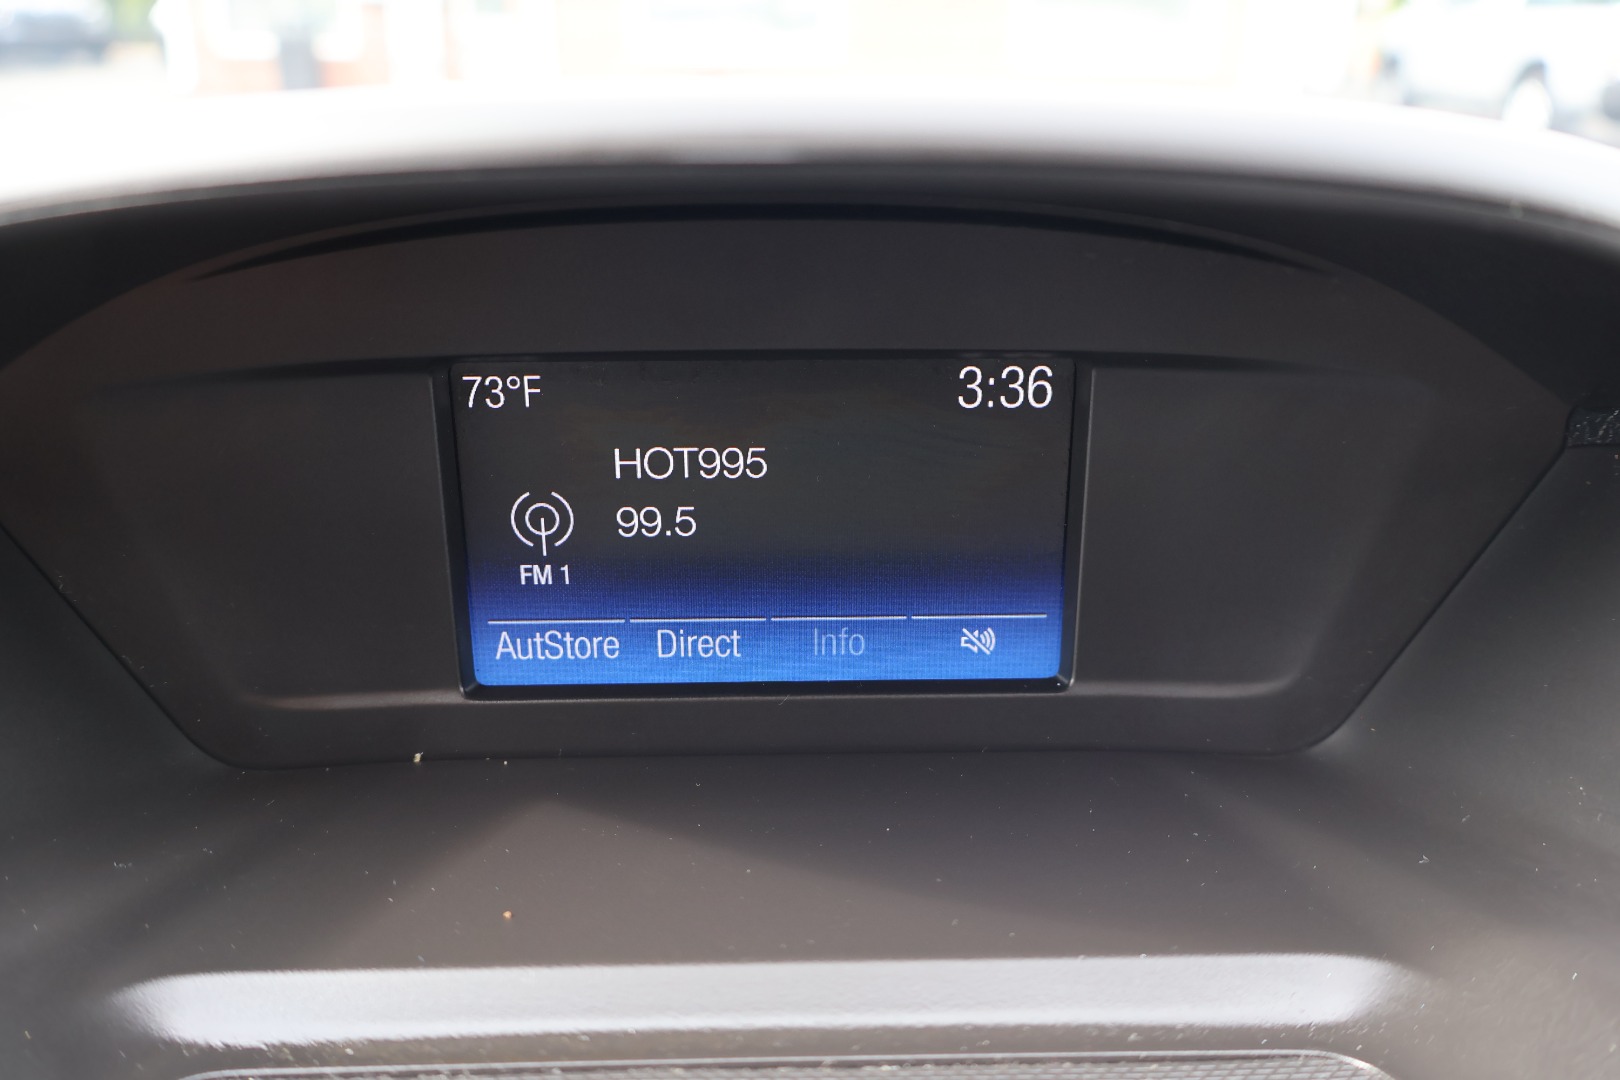 73°F 3:36
HOT995
99.5
FM 1
AutStore Direct Info